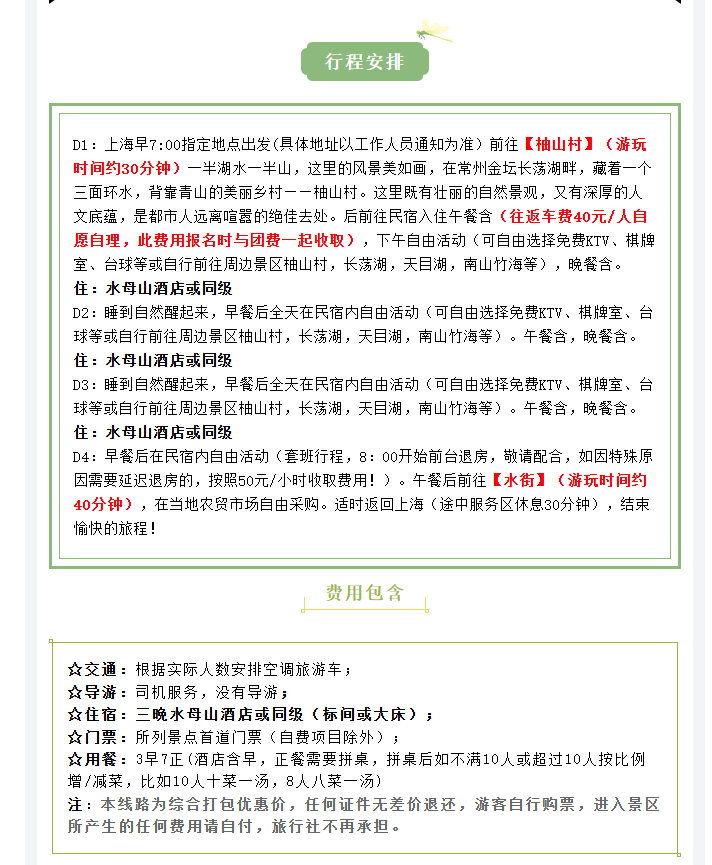 行程安排
D1：上海早7:00指定地点出发(具体地址以工作人员通知为准）前往【柚山村】（游玩
时间约30分钟）一半湖水一半山，这里的风景美如画，在常州金坛长荡湖畔，藏着一个
三面环水，背靠青山的美丽乡村——柚山村。这里既有壮丽的自然景观，又有深厚的人
文底蕴，是都市人远离喧嚣的绝佳去处。后前往民宿入住午餐含（往返车费40元/人自
愿自理，此费用报名时与团费一起收取），下午自由活动（可自由选择免费KTV、棋牌
室、台球等或自行前往周边景区柚山村，长荡湖，天目湖，南山竹海等），晚餐含。
住：水母山酒店或同级
D2：睡到自然醒起来，早餐后全天在民宿内自由活动（可自由选择免费KTV、棋牌室、台
球等或自行前往周边景区柚山村，长荡湖，天目湖，南山竹海等）。午餐含，晚餐含。
住：水母山酒店或同级
D3：睡到自然醒起来，早餐后全天在民宿内自由活动（可自由选择免费KTV、棋牌室、台
球等或自行前往周边景区柚山村，长荡湖，天目湖，南山竹海等）。午餐含，晚餐含。
住：水母山酒店或同级
D4：早餐后在民宿内自由活动（套班行程，8：00开始前台退房，敬请配合，如因特殊原
因需要延迟退房的，按照50元/小时收取费用！）。午餐后前往【水街】（游玩时间约
40分钟），在当地农贸市场自由采购。适时返回上海（途中服务区休息30分钟），结束
愉快的旅程！
费用包含
☆交通：根据实际人数安排空调旅游车；
☆导游：司机服务，没有导游；
☆住宿：三晚水母山酒店或同级（标间或大床）；
☆门票：所列景点首道门票（自费项目除外）；
☆用餐：3早7正(酒店含早，正餐需要拼桌，拼桌后如不满10人或超过10人按比例
增/减菜，比如10人十菜一汤，8人八菜一汤)
注：本线路为综合打包优惠价，任何证件无差价退还，游客自行购票，进入景区
所产生的任何费用请自付，旅行社不再承担。